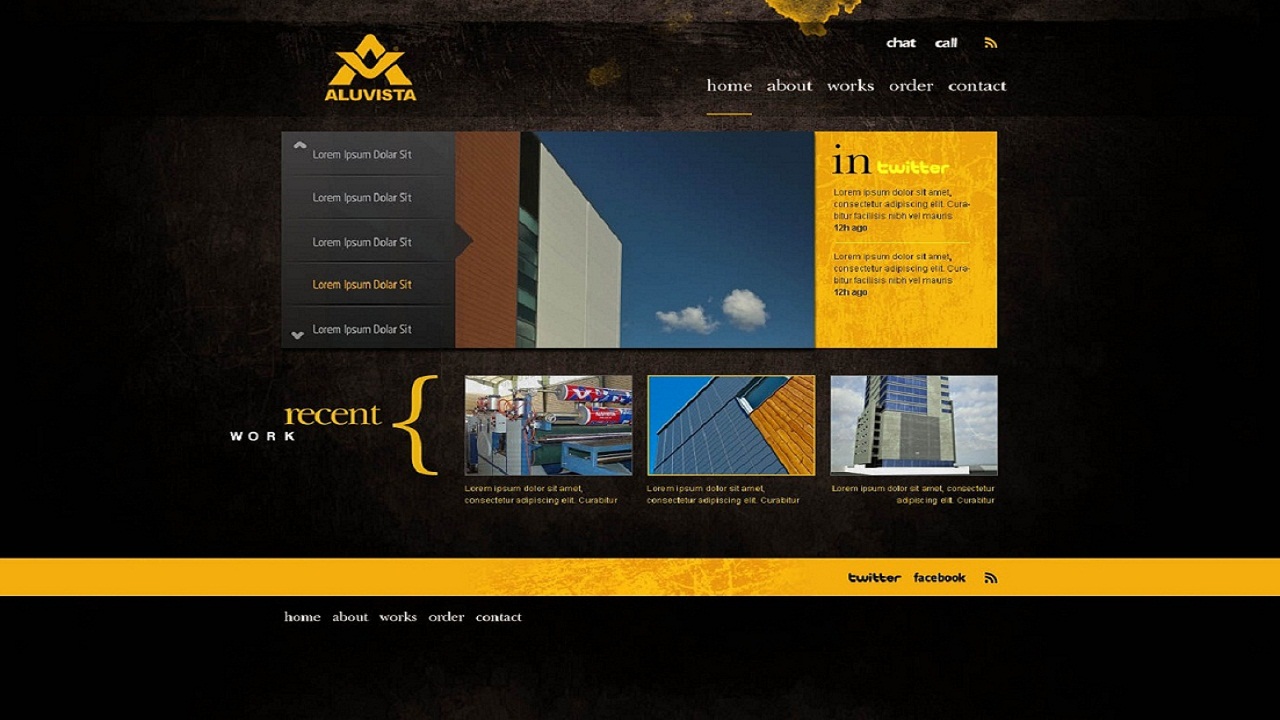 chat call
ALUVISTA
home about works order contact
Lorem Ipsum Dolar Sit
Lorem Ipsum Dolar Sit
Lorem Ipsum Dolar Sit
Lorem Ipsum Dolar Sit
Lorem Ipsum Dolar Sit
in twitter
Lorem ipsum dolor sit amet,
consectetur adipiscing elit. Cura-
bitur facilisis nibh vel mauris
12h ago
Lorem ipsum dolor sit amet,
consectetur adipiscing elit. Cura-
bitur facilisis nibh vel mauris
12h ago
recent {
WORK
Lorem ipsum dolor sit amet,
consectetur adipiscing elit. Curabitur
Lorem ipsum dolor sit amet,
consectetur adipiscing elit. Curabitur
Lorem ipsum dolor sit amet, consectetur
adipiscing elit. Curabitur
twitter facebook
home about works order contact